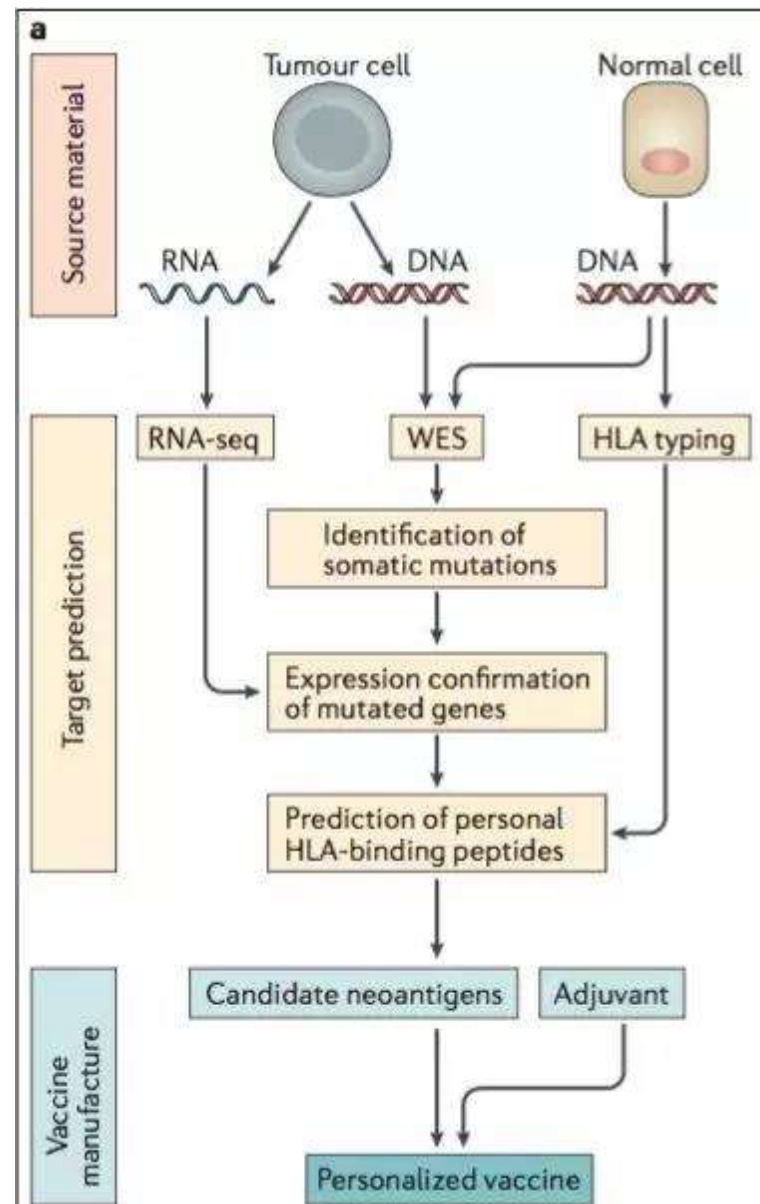 a
Source material
Tumour cell
Normal cell
RNA
DNA
DNA
Target prediction
RNA-seq
WES
HLA typing
Identification of
somatic mutations
Expression confirmation
of mutated genes
Prediction of personal
HLA-binding peptides
Vaccine
manufacture
Candidate neoantigens
Adjuvant
Personalized vaccine